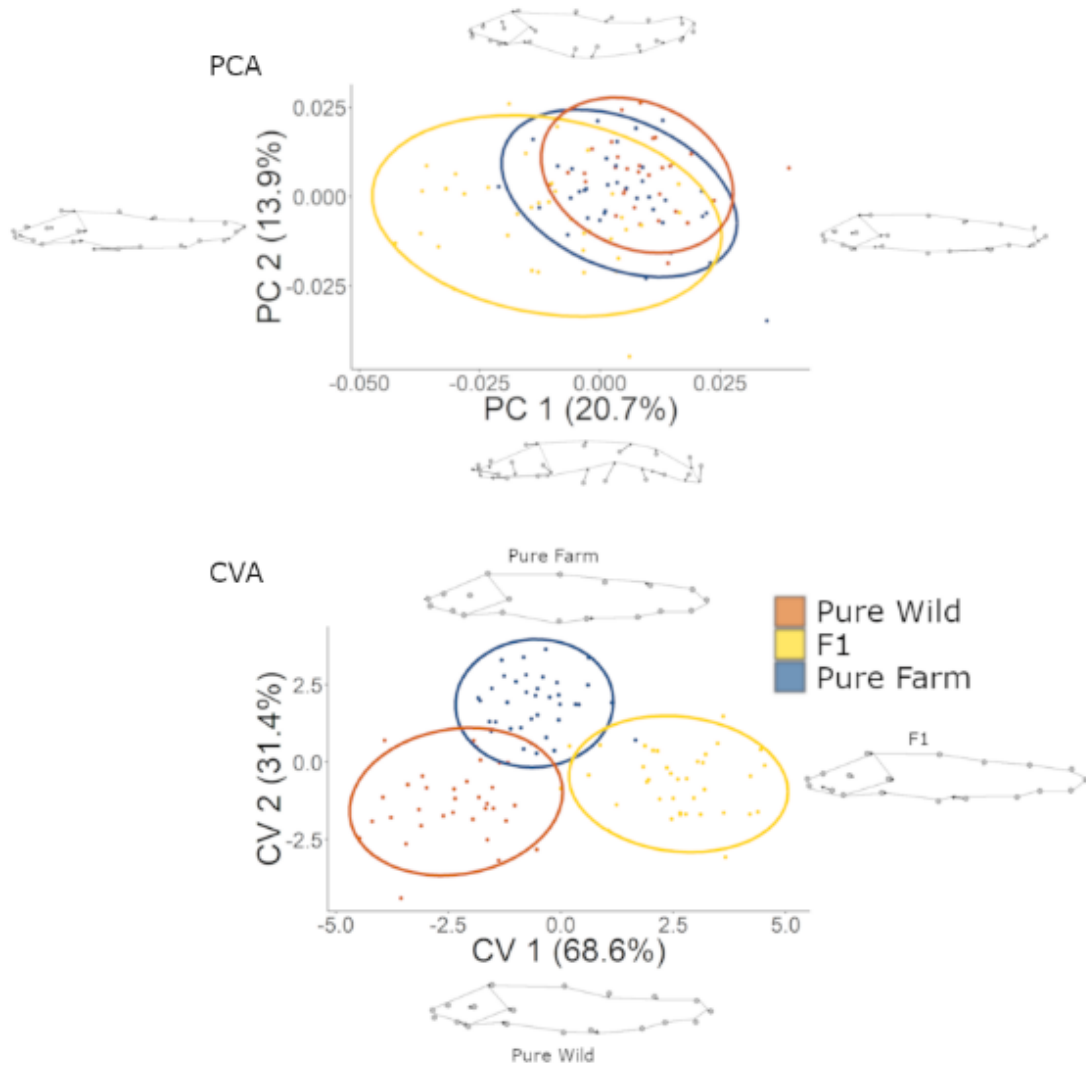 PCA
0.025
0.000
-0.025
PC 2 (13.9%)
-0.050
-0.025
0.000
0.025
PC 1 (20.7%)
CVA
Pure Farm
Pure Wild
F1
Pure Farm
2.5
0.0
-2.5
CV 2 (31.4%)
F1
-5.0
-2.5
0.0
2.5
5.0
CV 1 (68.6%)
Pure Wild